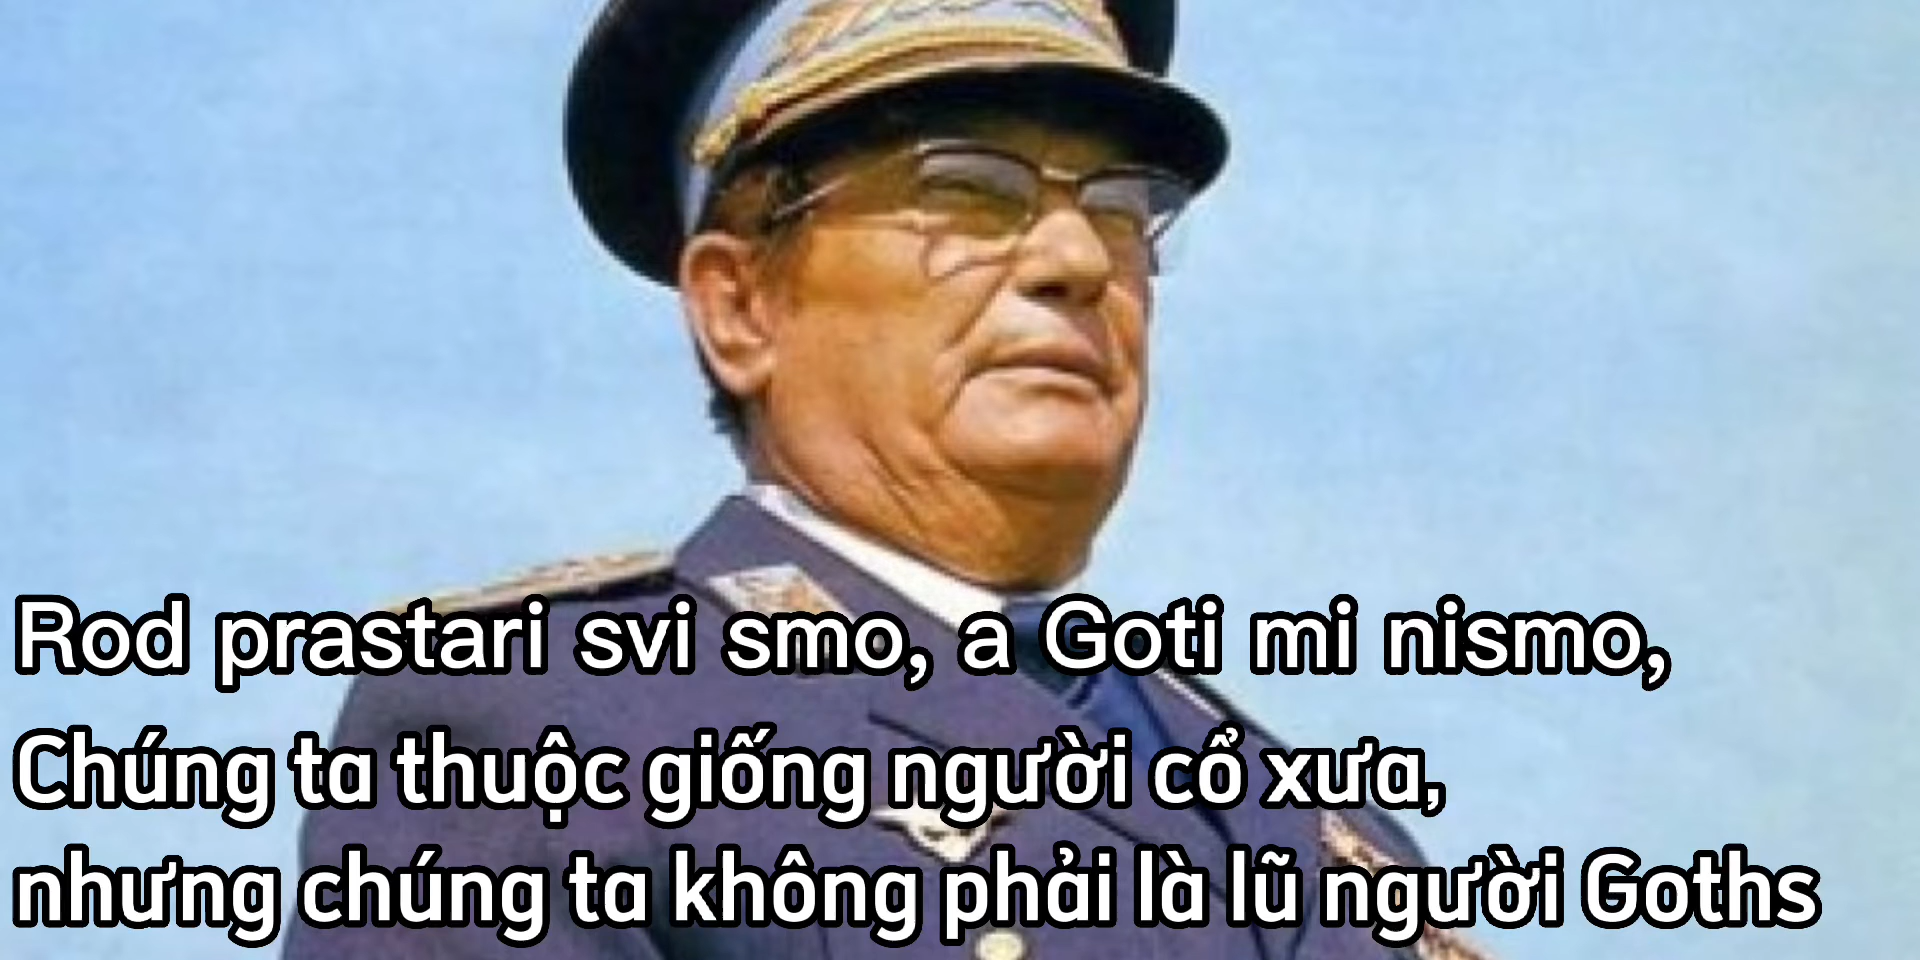 Rod prastari svi smo, a Goti mi nismo,
Chúng ta thuộc giống người cổ xưa,
nhưng chúng ta không phải là lũ người Goths